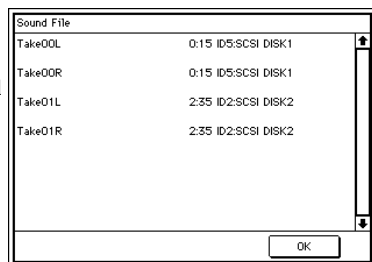 Sound File
Take00L 0:15 ID5:SCSI DISK1
Take00R 0:15 ID5:SCSI DISK1
Take01L 2:35 ID2:SCSI DISK2
Take01R 2:35 ID2:SCSI DISK2
OK